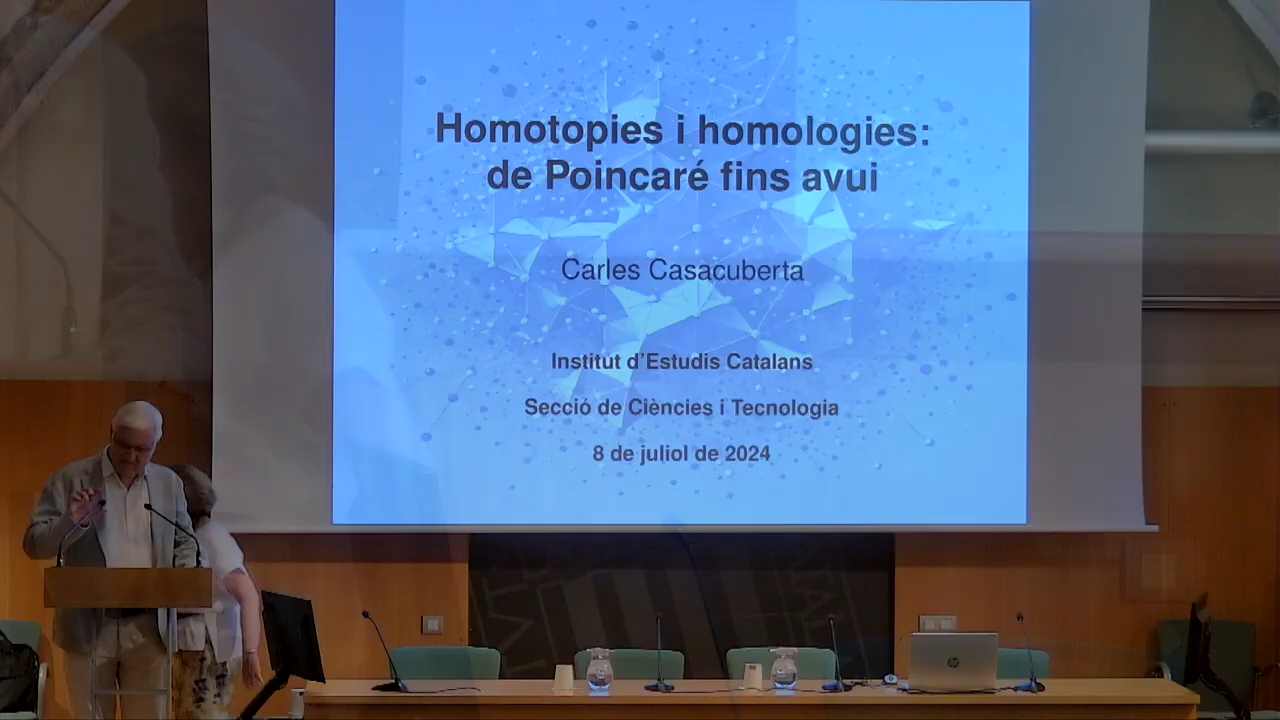 Homotopies i homologies:
de Poincaré fins avui
Carles Casacuberta
Institut d'Estudis Catalans
Secció de Ciències i Tecnologia
8 de juliol de 2024
hp